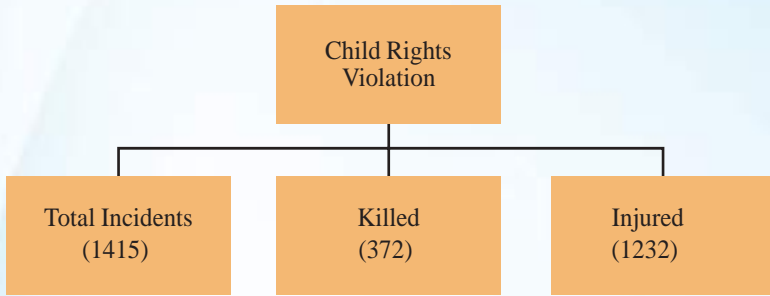 Child Rights
Violation
Total Incidents
(1415)
Killed
(372)
Injured
(1232)